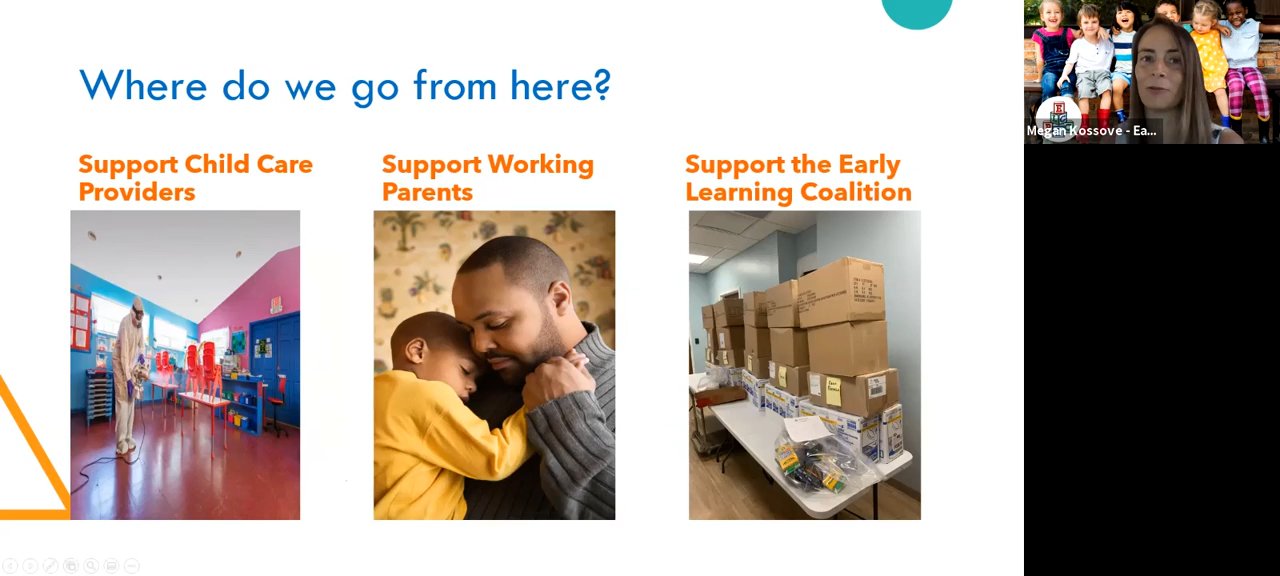 Where do we go from here?
Support Child Care
Providers
Support Working
Parents
Support the Early
Learning Coalition
Megan Kossove - Ea...